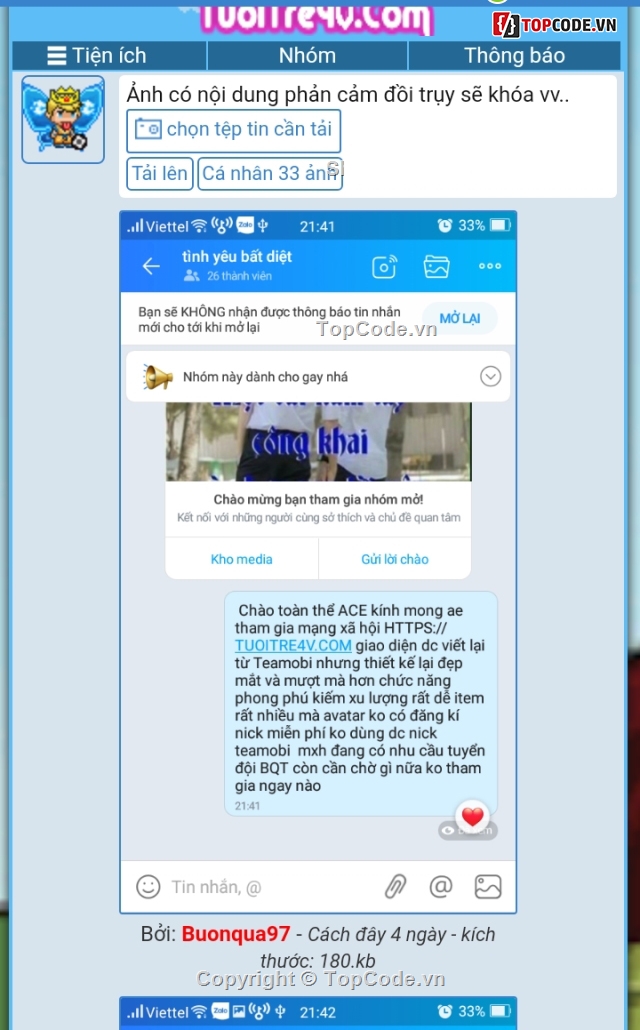 TuoiTre4v.Com
TOPCODE.VN
Tiện ích
Nhóm
Thông báo
Ảnh có nội dung phản cảm đồi trụy sẽ khóa vv..
chọn tệp tin cần tải
Tải lên
Cá nhân 33 ảnh
Viettel
Zalo
21:41
33%
tình yêu bất diệt
26 thành viên
Bạn sẽ KHÔNG nhận được thông báo tin nhắn
mới cho tới khi mở lại
MỞ LẠI
TopCode.vn
Nhóm này dành cho gay nhá
công khai
Chào mừng bạn tham gia nhóm mở!
Kết nối với những người cùng sở thích và chủ đề quan tâm
Kho media
Gửi lời chào
Chào toàn thể ACE kính mong ae
tham gia mạng xã hội HTTPS://
TUOITRE4V.COM giao diện dc viết lại
từ Teamobi nhưng thiết kế lại đẹp
mắt và mượt mà hơn chức năng
phong phú kiếm xu lượng rất dễ item
rất nhiều mà avatar ko có đăng kí
nick miễn phí ko dùng dc nick
teamobi mxh đang có nhu cầu tuyển
đội BQT còn cần chờ gì nữa ko tham
gia ngay nào
21:41
Tin nhắn, @
Bởi: Buonqua97 - Cách đây 4 ngày - kích
thước: 180.kb
Copyright © TopCode.vn
Viettel
Zalo
21:42
33%